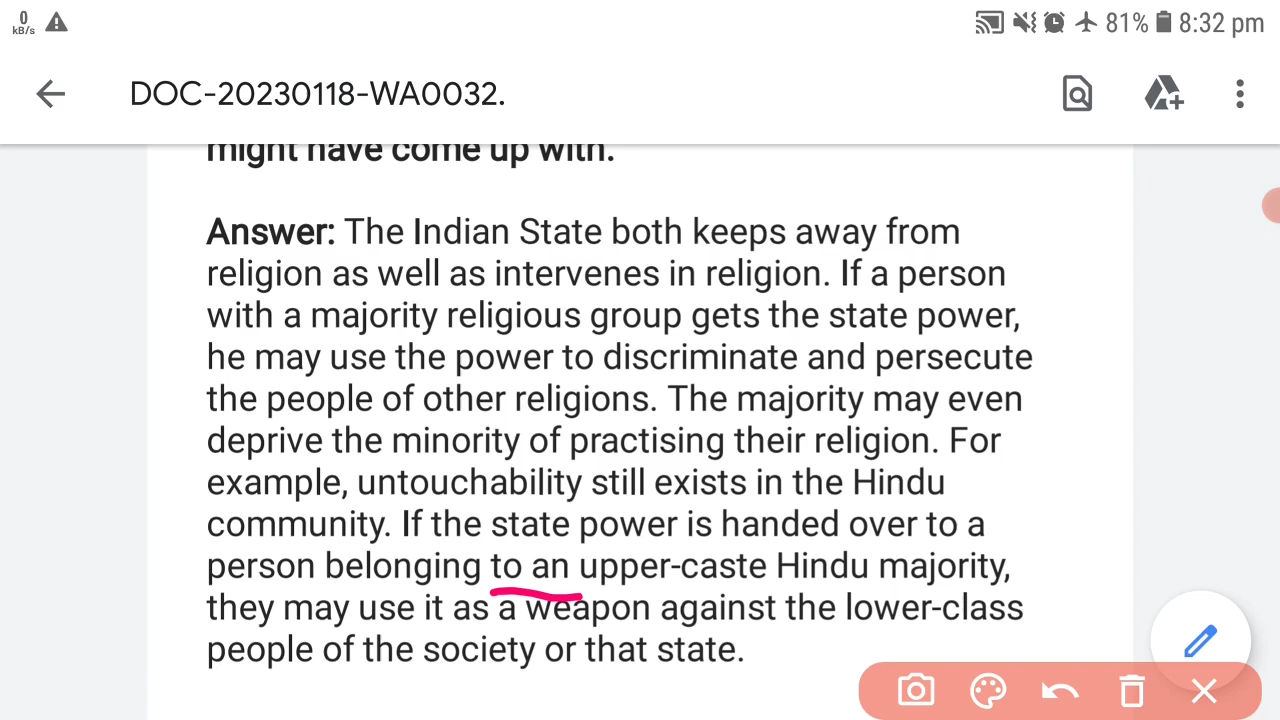 0
kB/s
81% 8:32 pm
DOC-20230118-WA0032.
might have come up with.
Answer: The Indian State both keeps away from
religion as well as intervenes in religion. If a person
with a majority religious group gets the state power,
he may use the power to discriminate and persecute
the people of other religions. The majority may even
deprive the minority of practising their religion. For
example, untouchability still exists in the Hindu
community. If the state power is handed over to a
person belonging to an upper-caste Hindu majority,
they may use it as a weapon against the lower-class
people of the society or that state.